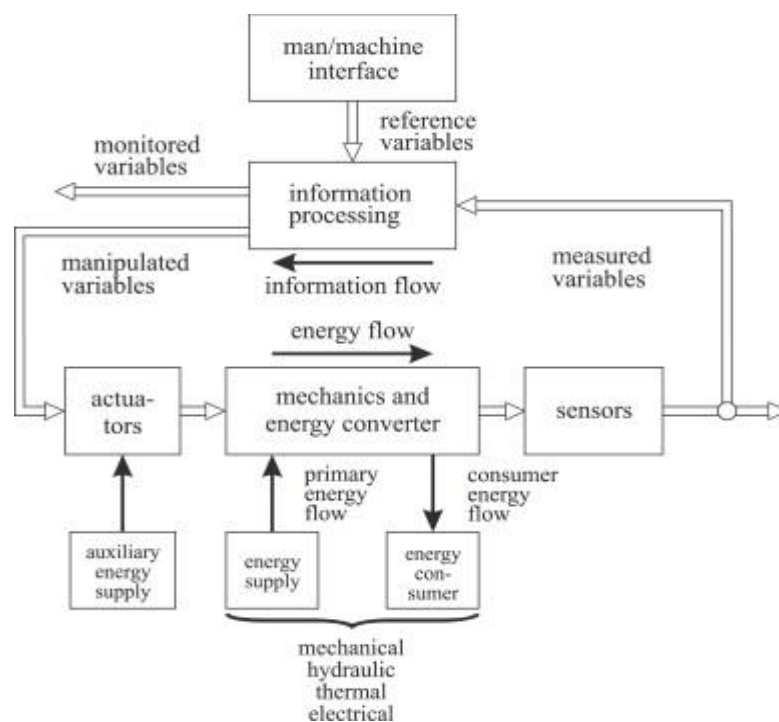 man/machine
interface
reference
variables
monitored
variables
information
processing
manipulated
variables
information flow
measured
variables
energy flow
actua-
tors
mechanics and
energy converter
sensors
primary
energy
flow
consumer
energy
flow
auxiliary
energy
supply
energy
supply
energy
con-
sumer
mechanical
hydraulic
thermal
electrical